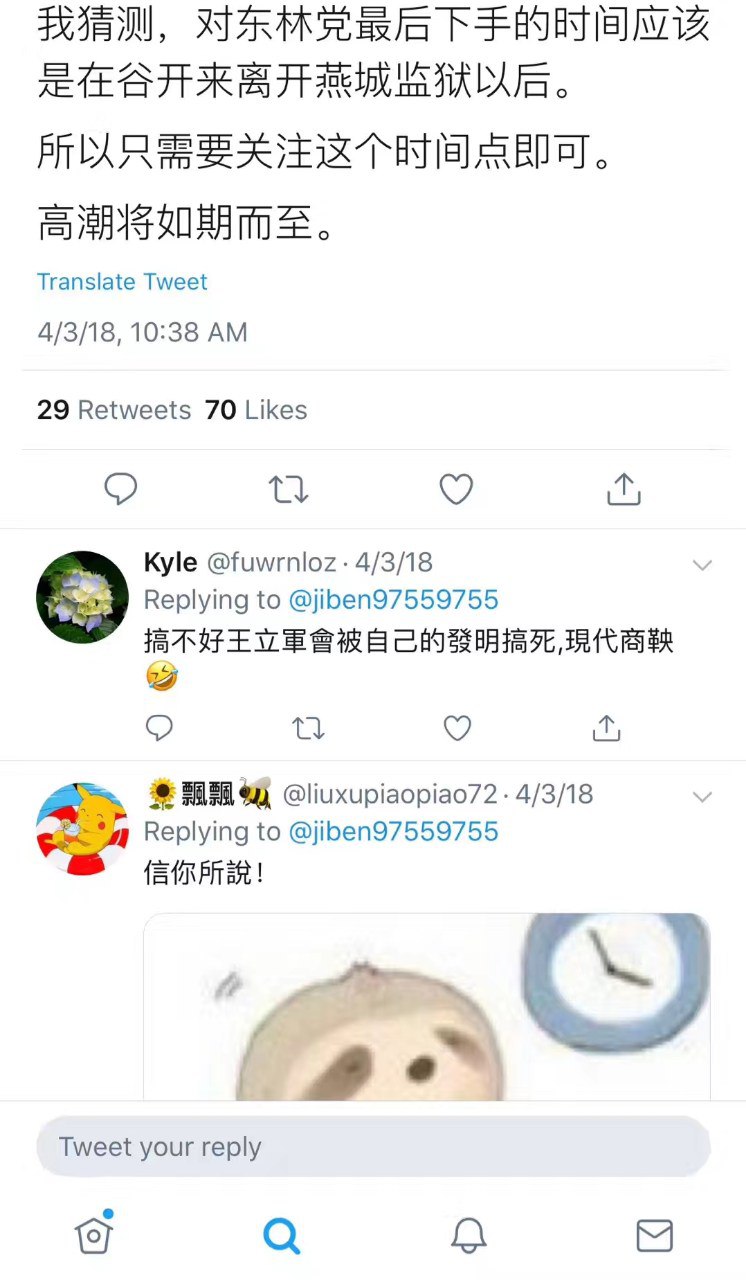 我猜测，对东林党最后下手的时间应该
是在谷开来离开燕城监狱以后。
所以只需要关注这个时间点即可。
高潮将如期而至。
Translate Tweet
4/3/18, 10:38 AM
29 Retweets 70 Likes
Kyle @fuwrnloz · 4/3/18
Replying to @jiben97559755
搞不好王立軍會被自己的發明搞死,現代商鞅
🤣
🌻飄飄🐝 @liuxupiaopiao72 · 4/3/18
Replying to @jiben97559755
信你所說！
Tweet your reply